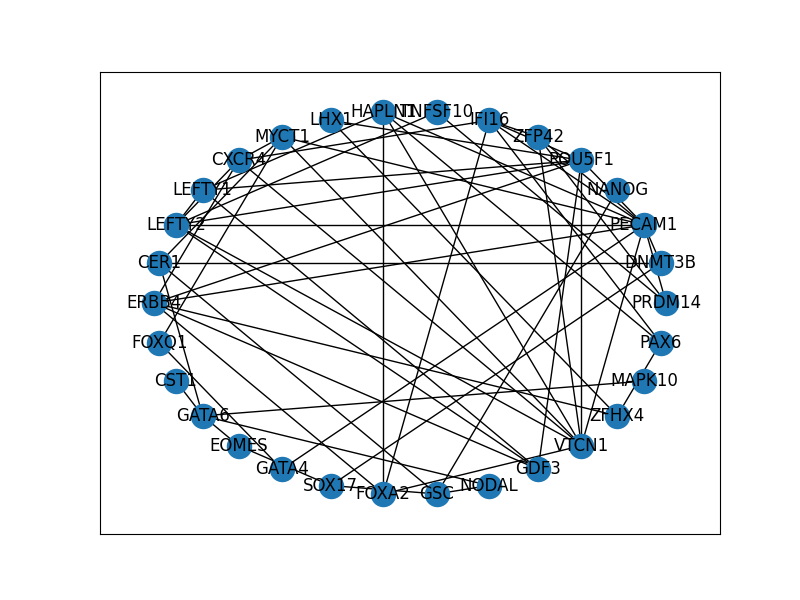 HAPLN1
TNFSF10
LHX1
IFI16
MYCT1
ZFP42
CXCR4
POU5F1
LEFTY1
NANOG
LEFTY2
PECAM1
CER1
DNMT3B
ERBB4
PRDM14
FOXQ1
PAX6
CST1
MAPK10
GATA6
ZFHX4
EOMES
VTCN1
GATA4
GDF3
SOX17
NODAL
FOXA2
GSC